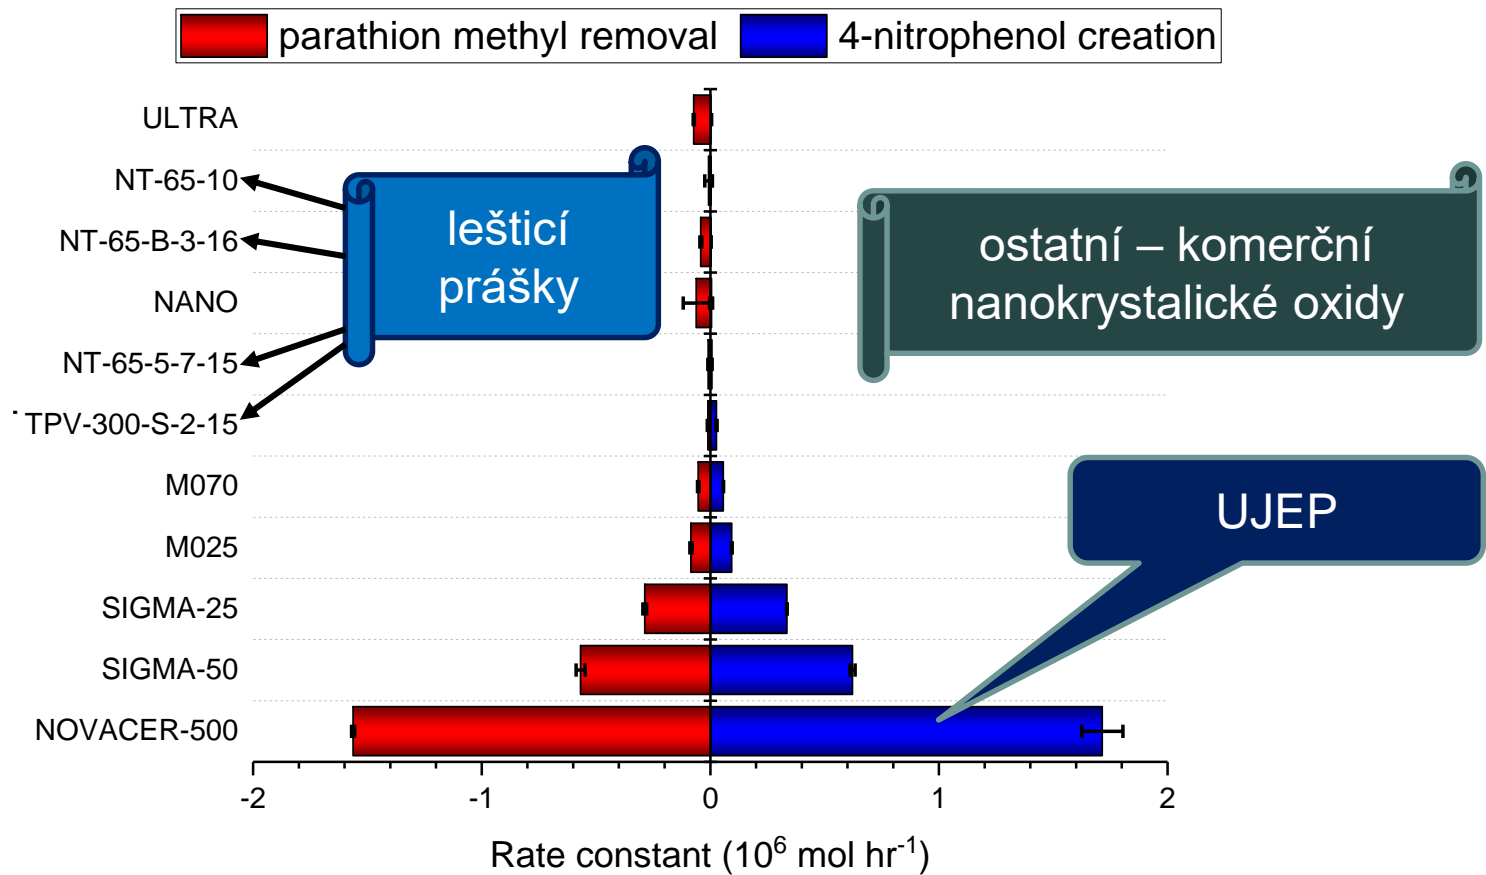 parathion methyl removal 4-nitrophenol creation
ULTRA
NT-65-10
NT-65-B-3-16
NANO
NT-65-5-7-15
TPV-300-S-2-15
M070
M025
SIGMA-25
SIGMA-50
NOVACER-500
lešticí
prášky
ostatní – komerční
nanokrystalické oxidy
UJEP
-2 -1 0 1 2
Rate constant (10⁶ mol hr⁻¹)